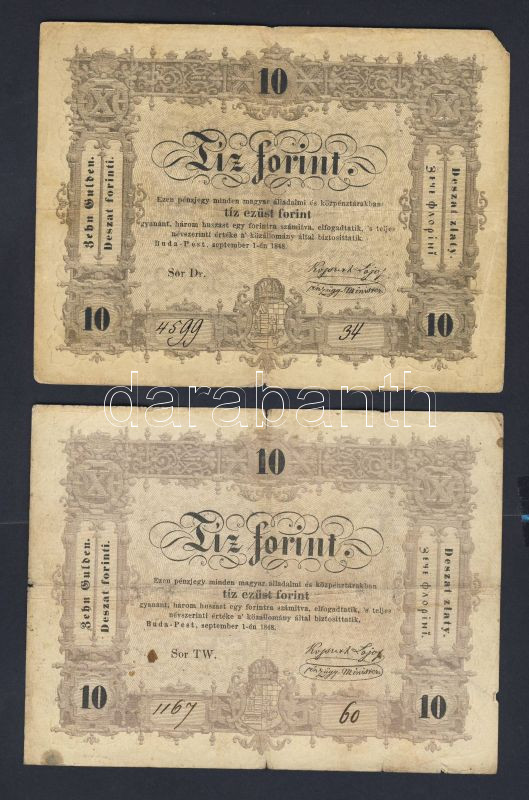 10
Tíz forint.
Ezen pénzjegy minden magyar álladalmi és közpénztárakban
tíz ezüst forint
gyanánt, három huszast egy forintra számítva, elfogadtatik, 's teljes
névszerinti értéke a' közállomány által biztosíttatik.
Buda-Pest, september 1-én 1848.
Sor Dr.
Kossuth Lajos
pénzügy Minister
Zehn Gulden.
Deszat forinti.
Deszat zlaty.
10
4599
34
10
darabanth
10
Tíz forint.
Ezen pénzjegy minden magyar álladalmi és közpénztárakban
tíz ezüst forint
gyanánt, három huszast egy forintra számítva, elfogadtatik, 's teljes
névszerinti értéke a' közállomány által biztosíttatik.
Buda-Pest, september 1-én 1848.
Sor TW.
Kossuth Lajos
pénzügy Minister
Zehn Gulden.
Deszat forinti.
Deszat zlaty.
10
1167
60
10